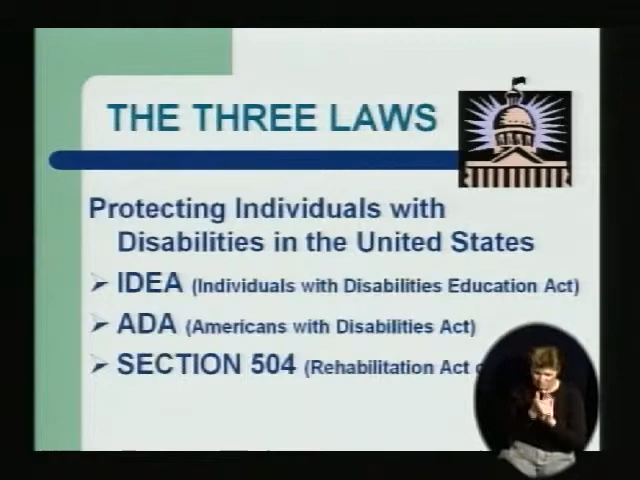 THE THREE LAWS
Protecting Individuals with
Disabilities in the United States
IDEA (Individuals with Disabilities Education Act)
ADA (Americans with Disabilities Act)
SECTION 504 (Rehabilitation Act